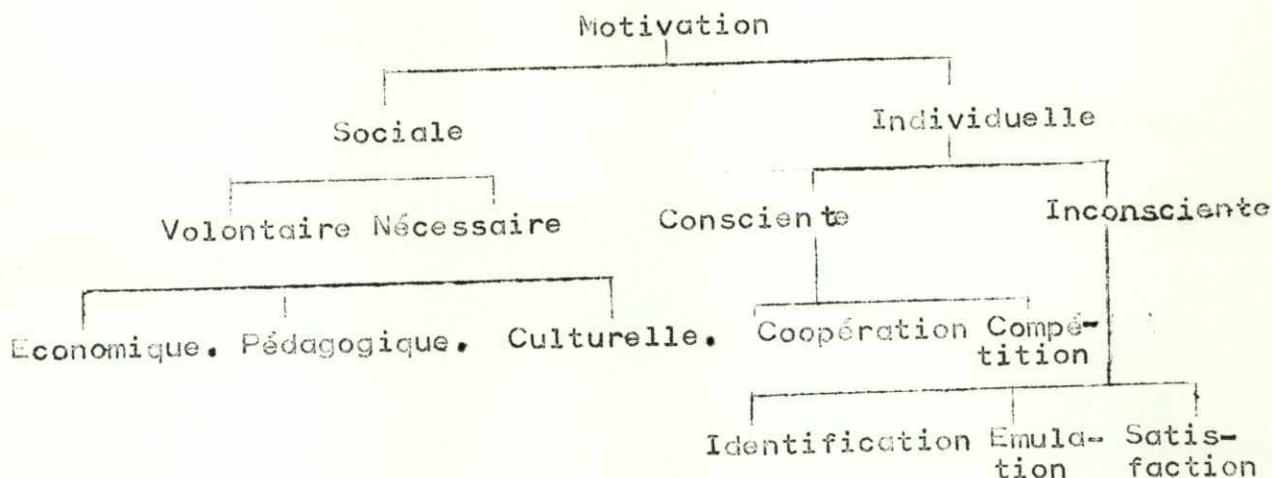 Motivation
Sociale Individuelle
Volontaire Nécessaire Consciente Inconsciente
Economique. Pédagogique. Culturelle. Coopération Compé-
tition
Identification Emula- Satis-
tion faction